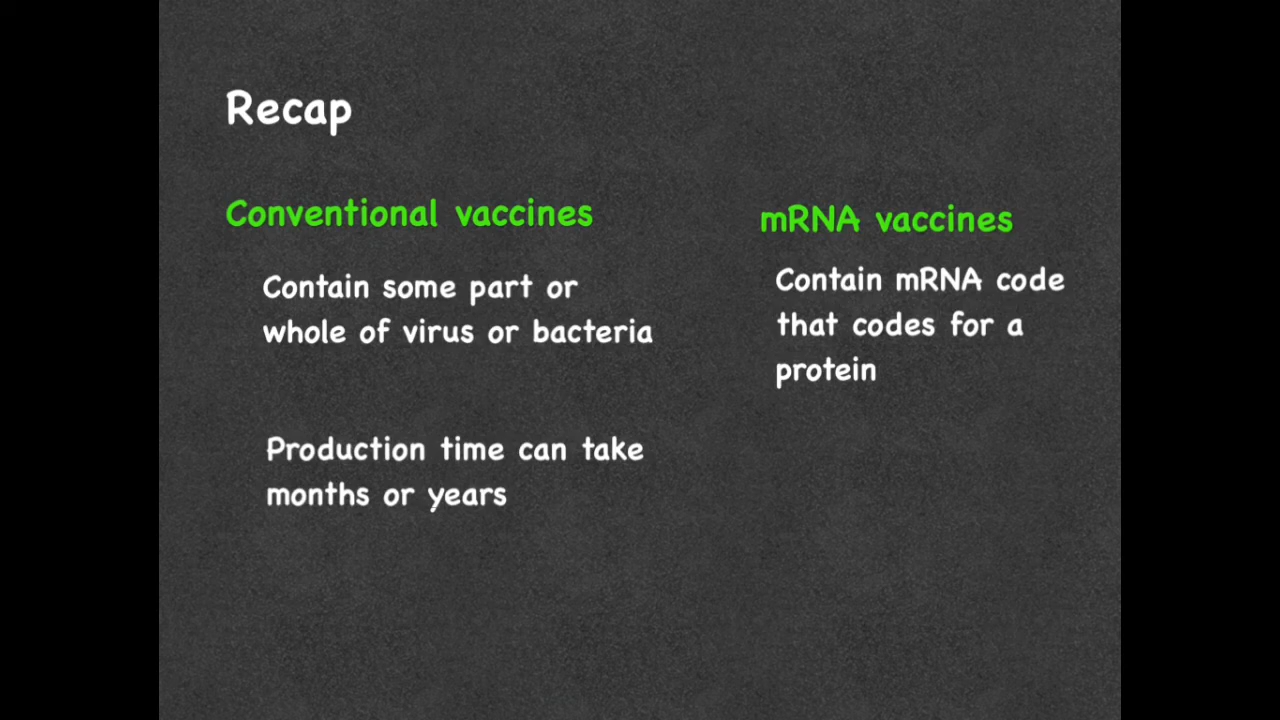 Recap
Conventional vaccines
Contain some part or
whole of virus or bacteria
Production time can take
months or years
mRNA vaccines
Contain mRNA code
that codes for a
protein